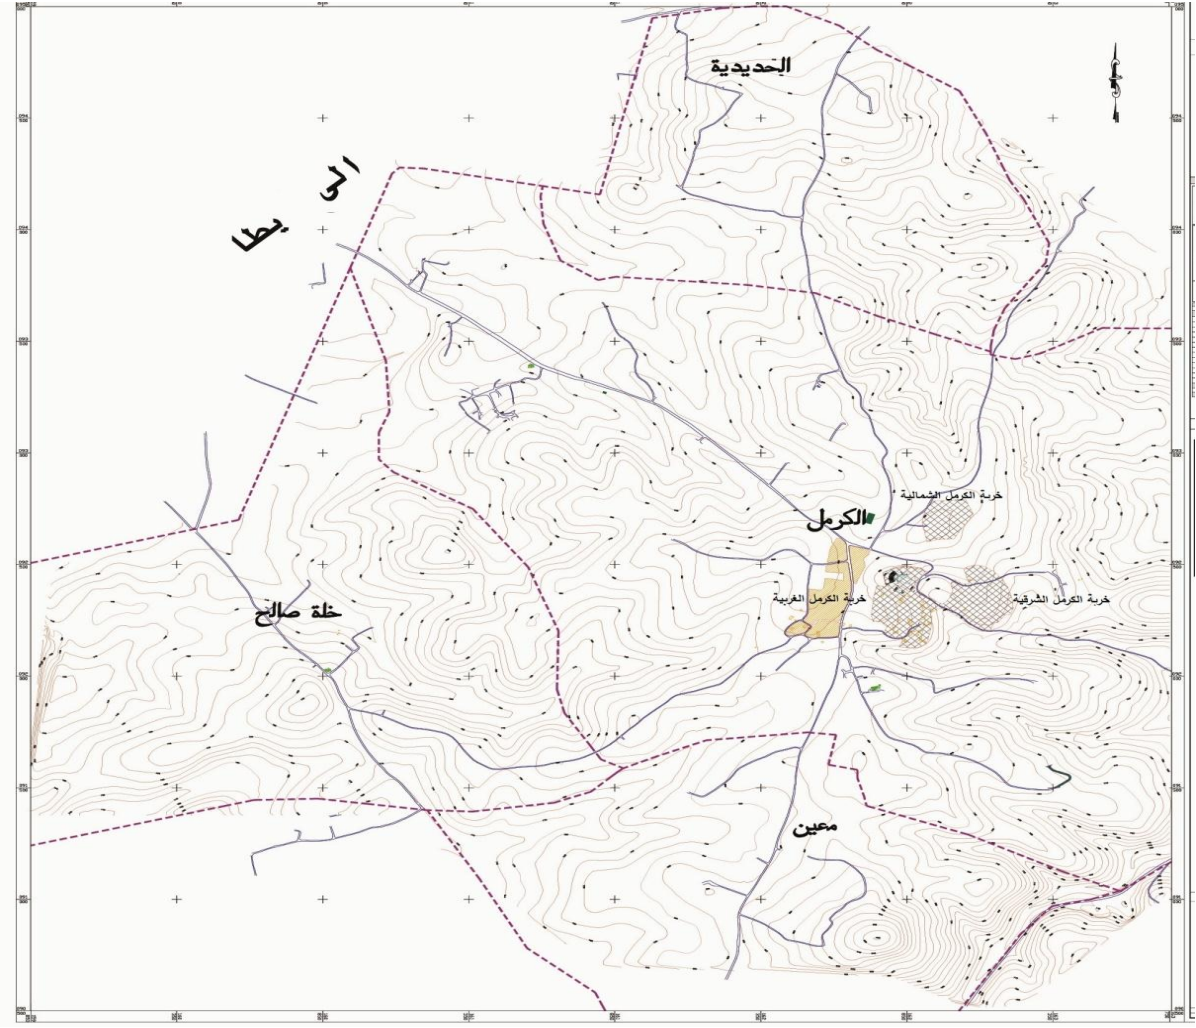 الحديدية
الى
يطا
خربة الكرمل الشمالية
الكرمل
خربة الكرمل الغربية
خربة الكرمل الشرقية
خلة صالح
معين